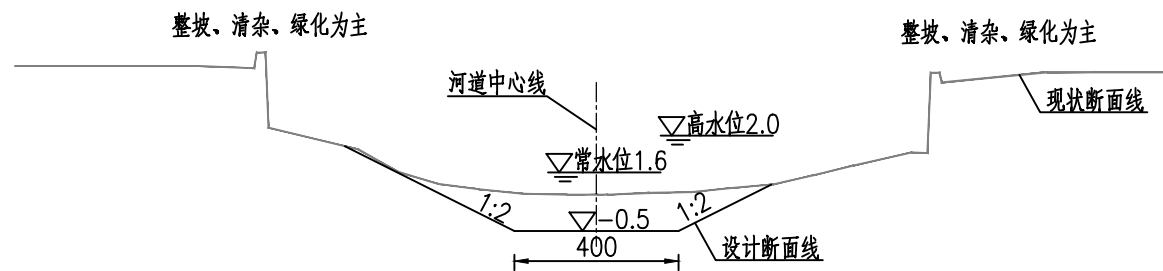 整坡、清杂、绿化为主
整坡、清杂、绿化为主
河道中心线
现状断面线
高水位2.0
常水位1.6
1:2
-0.5
1:2
400
设计断面线